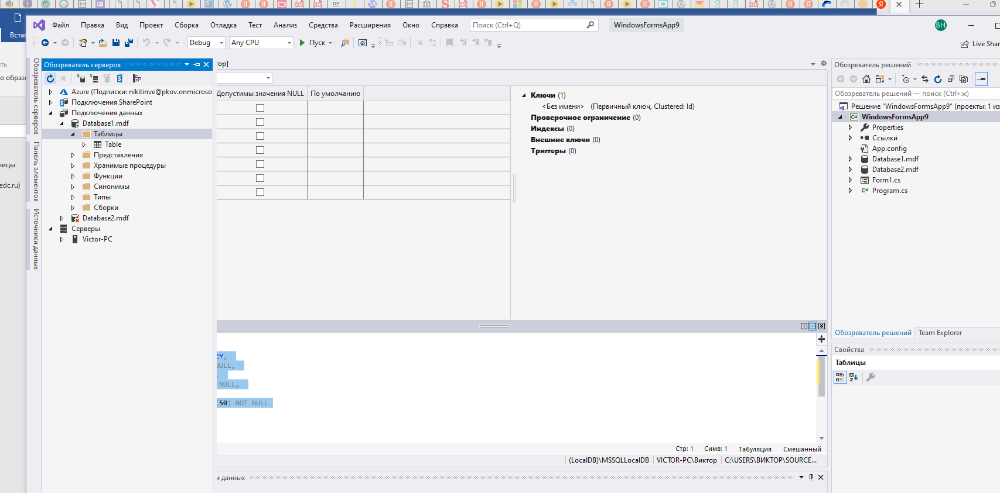 Встав
ать
о образ
ницы
edc.ru)
Файл Правка Вид Проект Сборка Отладка Тест Анализ Средства Расширения Окно Справка Поиск (Ctrl+Q) WindowsFormsApp9 ВН
Debug Any CPU Пуск Live Shar
Обозреватель серверов
Панель элементов
Источники данных
Обозреватель серверов
Azure (Подписки: nikitinve@pkov.onmicroso
Подключения SharePoint
Подключения данных
Database1.mdf
Таблицы
Table
Представления
Хранимые процедуры
Функции
Синонимы
Типы
Сборки
Database2.mdf
Серверы
Victor-PC
тор]
Допустимы значения NULL По умолчанию
Ключи (1)
<Без имени> (Первичный ключ, Clustered: Id)
Проверочное ограничение (0)
Индексы (0)
Внешние ключи (0)
Триггеры (0)
EY,
NULL,
,
NULL,
(50) NOT NULL
Стр: 1 Симв: 1 Табуляция Смешанный
(LocalDB)\MSSQLLocalDB VICTOR-PC\Виктор C:\USERS\ВИКТОР\SOURCE...
и данных
Обозреватель решений
Обозреватель решений — поиск (Ctrl+ж)
Решение "WindowsFormsApp9" (проекты: 1 из
WindowsFormsApp9
Properties
Ссылки
App.config
Database1.mdf
Database2.mdf
Form1.cs
Program.cs
Обозреватель решений Team Explorer
Свойства
Таблицы